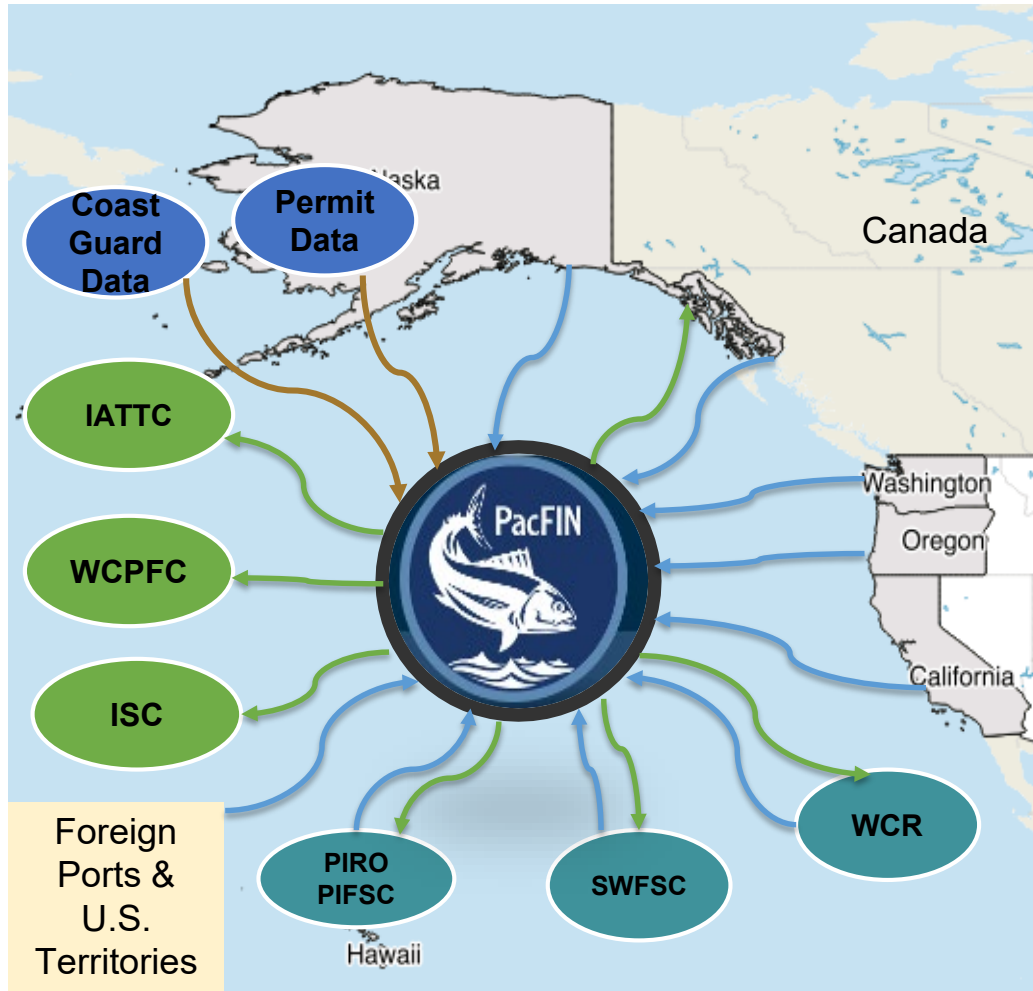 Alaska
Coast
Guard
Data
Permit
Data
Canada
IATTC
Washington
PacFIN
Oregon
WCPFC
California
ISC
Foreign
Ports &
U.S.
Territories
WCR
PIRO
PIFSC
SWFSC
Hawaii